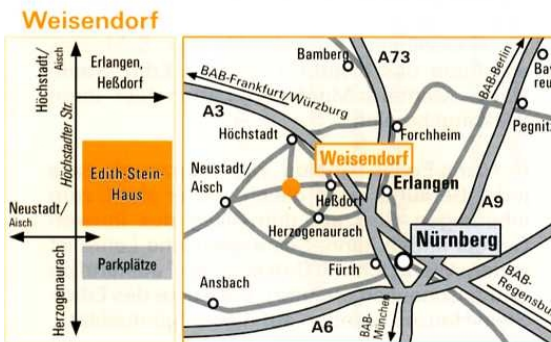 Weisendorf
Höchstadt/
Aisch
Erlangen,
Heßdorf
Höchstadter Str.
Edith-Stein-
Haus
Neustadt/
Aisch
Parkplätze
Herzogenaurach
Bamberg
A73
BAB-Berlin
BAB-Frankfurt/Würzburg
A3
Pegnitz
Höchstadt
Forchheim
Weisendorf
Neustadt/
Aisch
Heßdorf
Erlangen
A9
Herzogenaurach
Nürnberg
Fürth
Ansbach
BAB-
A6
BAB-
München